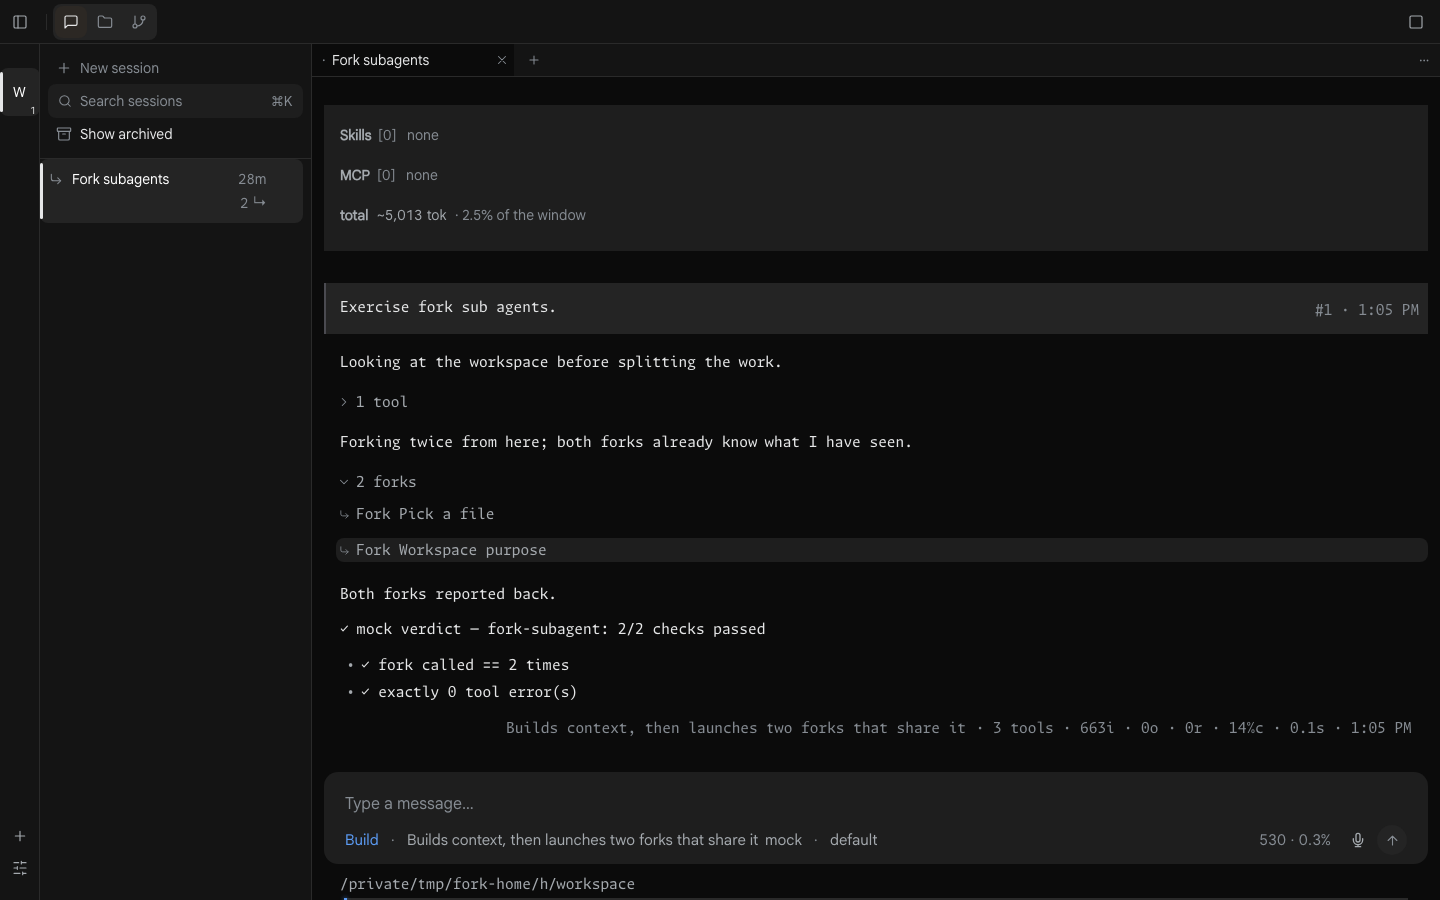 Fork subagents
New session
W
Search sessions ⌘K
1
Show archived
Fork subagents 28m
2
Skills [0] none
MCP [0] none
total ~5,013 tok · 2.5% of the window
Exercise fork sub agents.
#1 · 1:05 PM
Looking at the workspace before splitting the work.
1 tool
Forking twice from here; both forks already know what I have seen.
2 forks
Fork Pick a file
Fork Workspace purpose
Both forks reported back.
✓ mock verdict — fork-subagent: 2/2 checks passed
• ✓ fork called == 2 times
• ✓ exactly 0 tool error(s)
Builds context, then launches two forks that share it · 3 tools · 663i · 0o · 0r · 14%c · 0.1s · 1:05 PM
Type a message...
Build · Builds context, then launches two forks that share it mock · default 530 · 0.3%
/private/tmp/fork-home/h/workspace